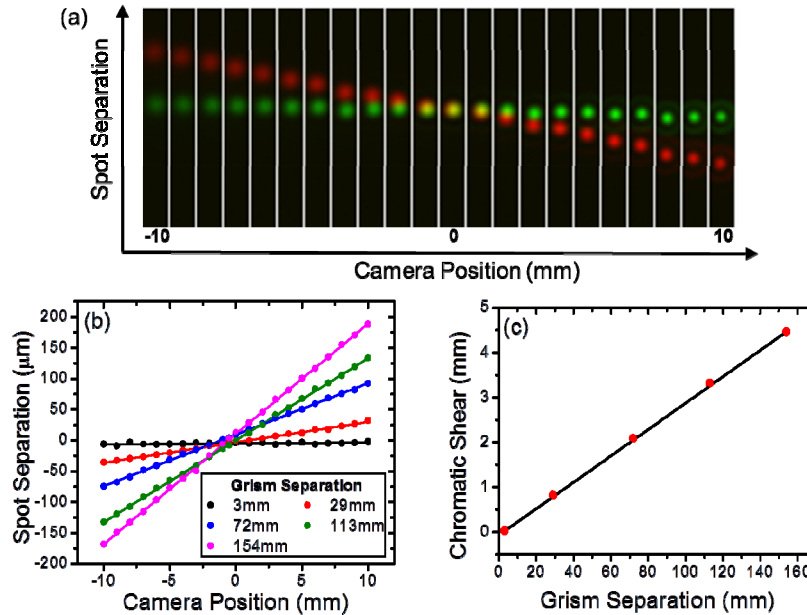 (a)
Spot Separation
-10 0 10
Camera Position (mm)
(b)
Spot Separation (μm)
200
150
100
50
0
-50
-100
-150
-200
-250
Grism Separation
3mm 29mm
72mm 113mm
154mm
-10 -5 0 5 10
Camera Position (mm)
(c)
Chromatic Shear (mm)
5
4
3
2
1
0
0 20 40 60 80 100 120 140 160
Grism Separation (mm)